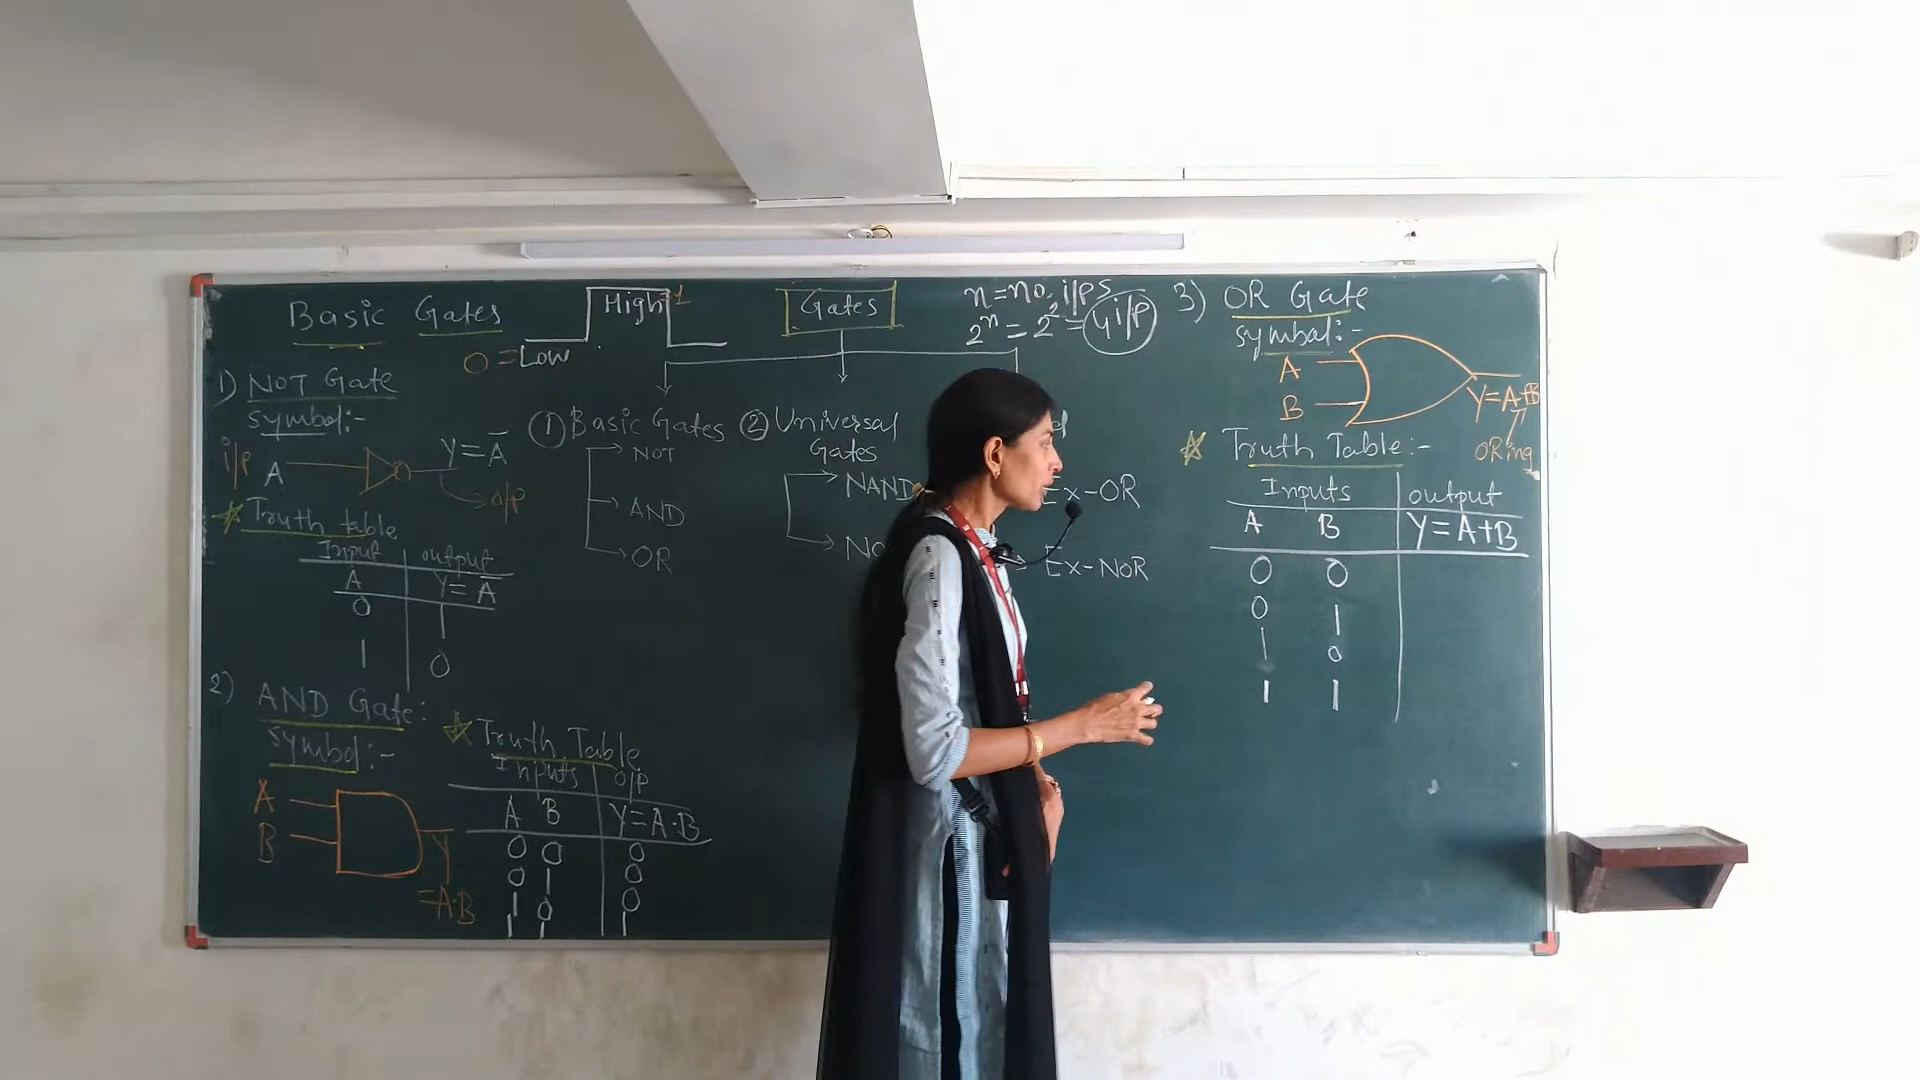 Basic Gates
High =1
0 = Low
1) NOT Gate
symbol:-
i/p A
Y = A̅
o/p
Truth table
Input output
A Y = A̅
0 1
1 0
2) AND Gate:
symbol:-
A
B
Y
=A·B
Truth Table
Inputs O/P
A B Y=A·B
0 0 0
0 1 0
1 0 0
1 1 1
Gates
① Basic Gates
NOT
AND
OR
② Universal
Gates
NAND
Ex-OR
Ex-NOR
n=no. i/ps
2ⁿ = 2² = 4 i/p
3) OR Gate
symbol:-
A
B
Y=A+B
ORing
Truth Table:-
Inputs output
A B Y=A+B
0 0
0 1
1 0
1 1